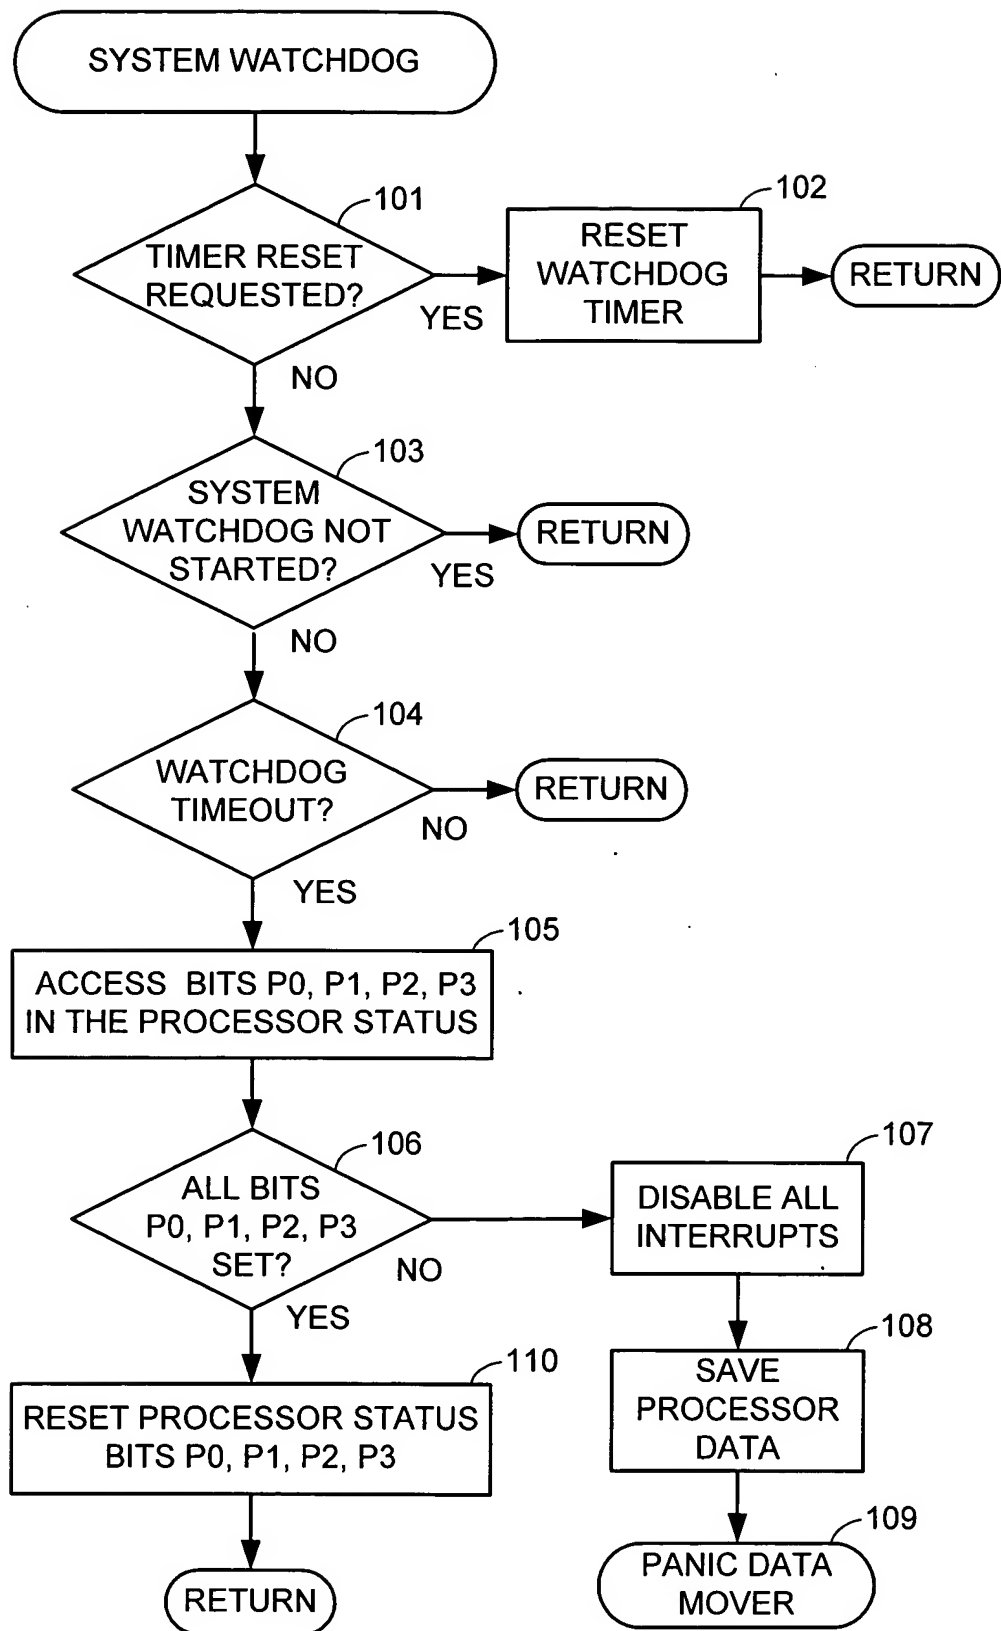 SYSTEM WATCHDOG
101
TIMER RESET
REQUESTED?
YES
NO
102
RESET
WATCHDOG
TIMER
RETURN
103
SYSTEM
WATCHDOG NOT
STARTED?
YES
NO
RETURN
104
WATCHDOG
TIMEOUT?
NO
YES
RETURN
105
ACCESS BITS P0, P1, P2, P3
IN THE PROCESSOR STATUS
106
ALL BITS
P0, P1, P2, P3
SET?
NO
YES
107
DISABLE ALL
INTERRUPTS
108
SAVE
PROCESSOR
DATA
109
PANIC DATA
MOVER
110
RESET PROCESSOR STATUS
BITS P0, P1, P2, P3
RETURN